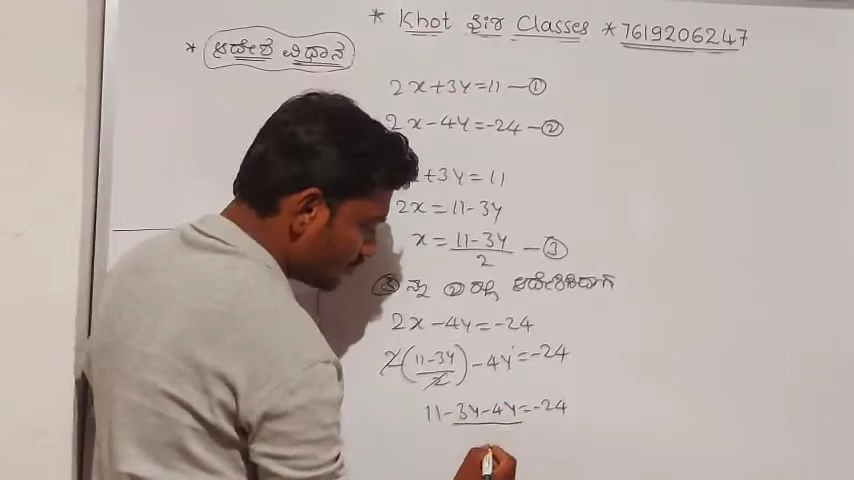 * Khot ಫಿರ Classes * 7619206247
* ಆದೇಶ ವಿಧಾನ
2x+3y=11 —①
2x-4y=-24 —②
+3y=11
2x=11-3y
x=11-3y/2 —③
③ ನ್ನು ② ರಲ್ಲಿ ಆದೇಶಿಸಿದಾಗ
2x-4y=-24
2(11-3y/2)-4y=-24
11-3y-4y=-24